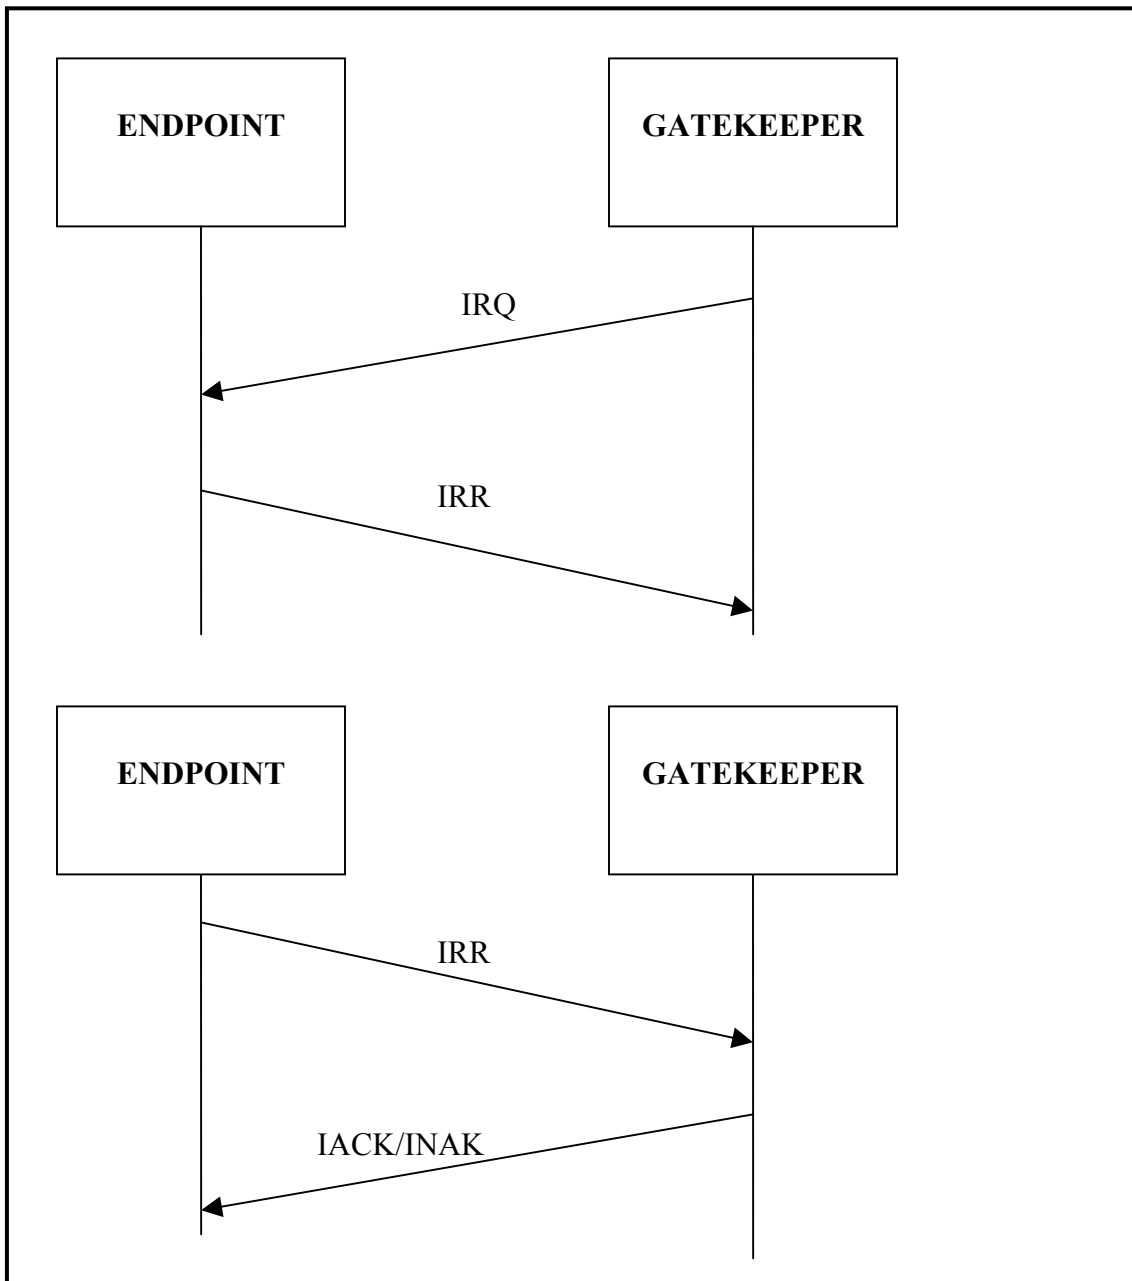 ENDPOINT
GATEKEEPER
IRQ
IRR
ENDPOINT
GATEKEEPER
IRR
IACK/INAK